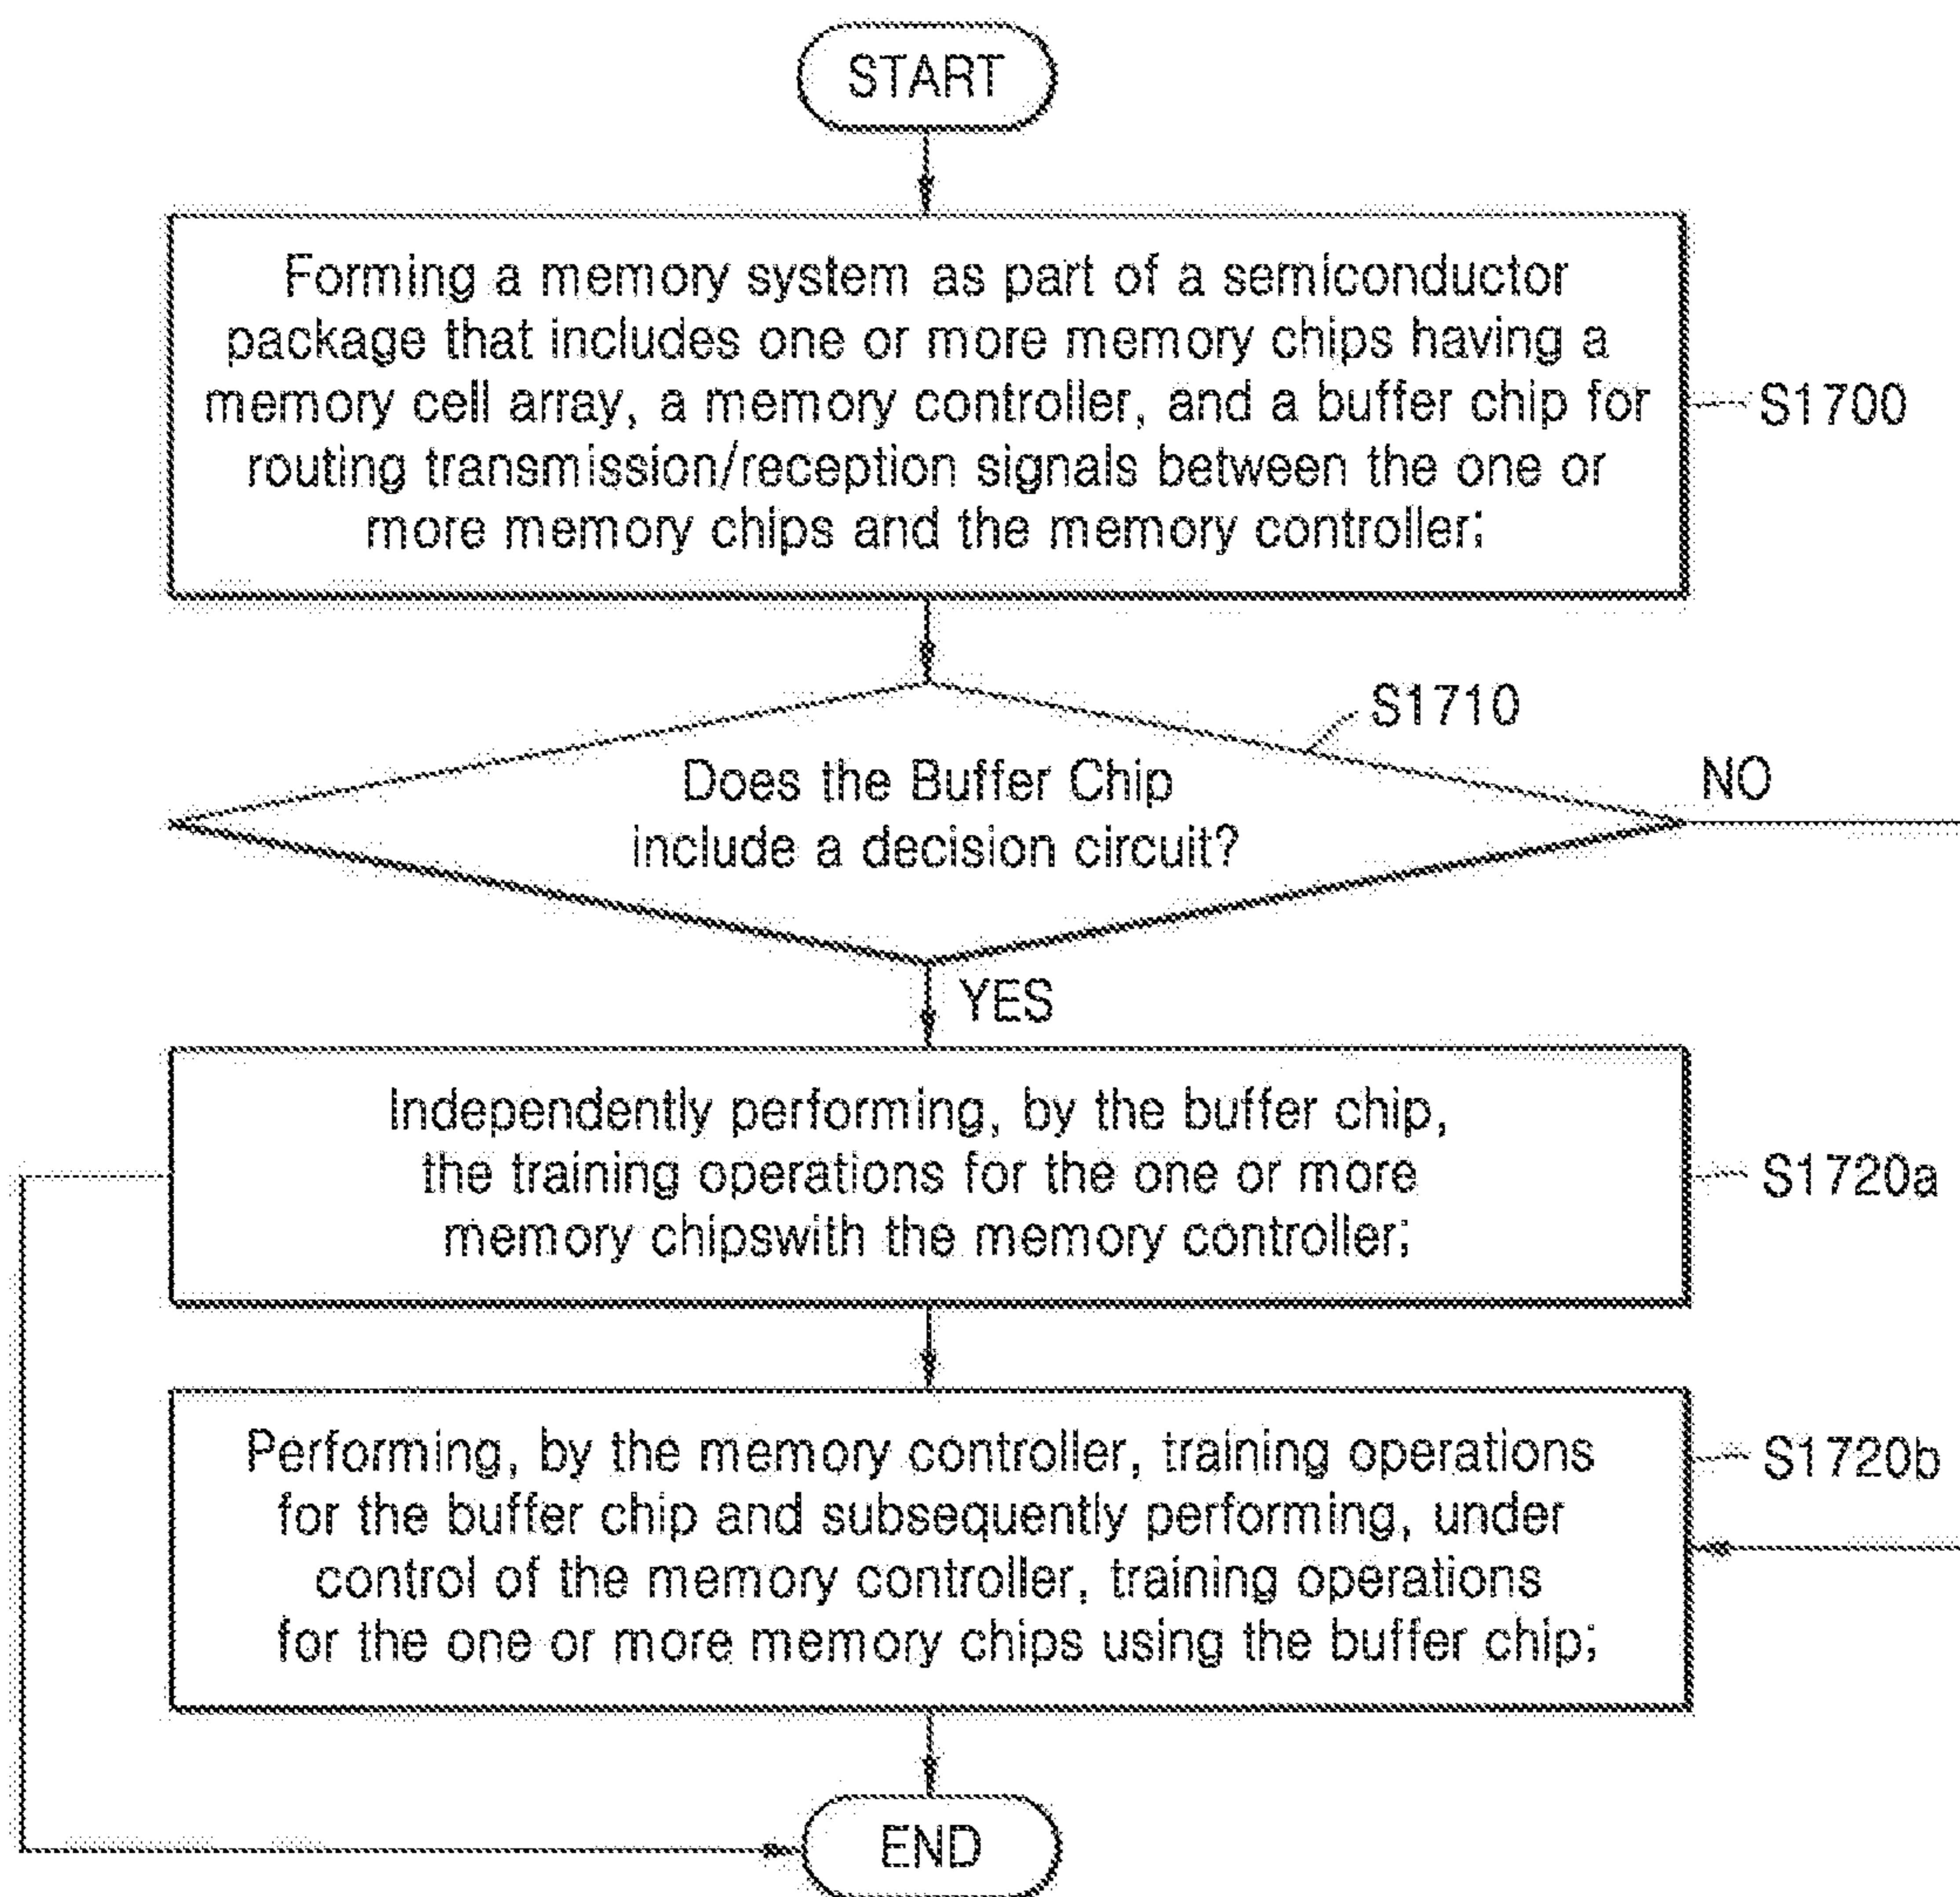 START
Forming a memory system as part of a semiconductor
package that includes one or more memory chips having a
memory cell array, a memory controller, and a buffer chip for
routing transmission/reception signals between the one or
more memory chips and the memory controller;
S1700
S1710
Does the Buffer Chip
include a decision circuit?
NO
YES
Independently performing, by the buffer chip,
the training operations for the one or more
memory chipswith the memory controller;
S1720a
Performing, by the memory controller, training operations
for the buffer chip and subsequently performing, under
control of the memory controller, training operations
for the one or more memory chips using the buffer chip;
S1720b
END